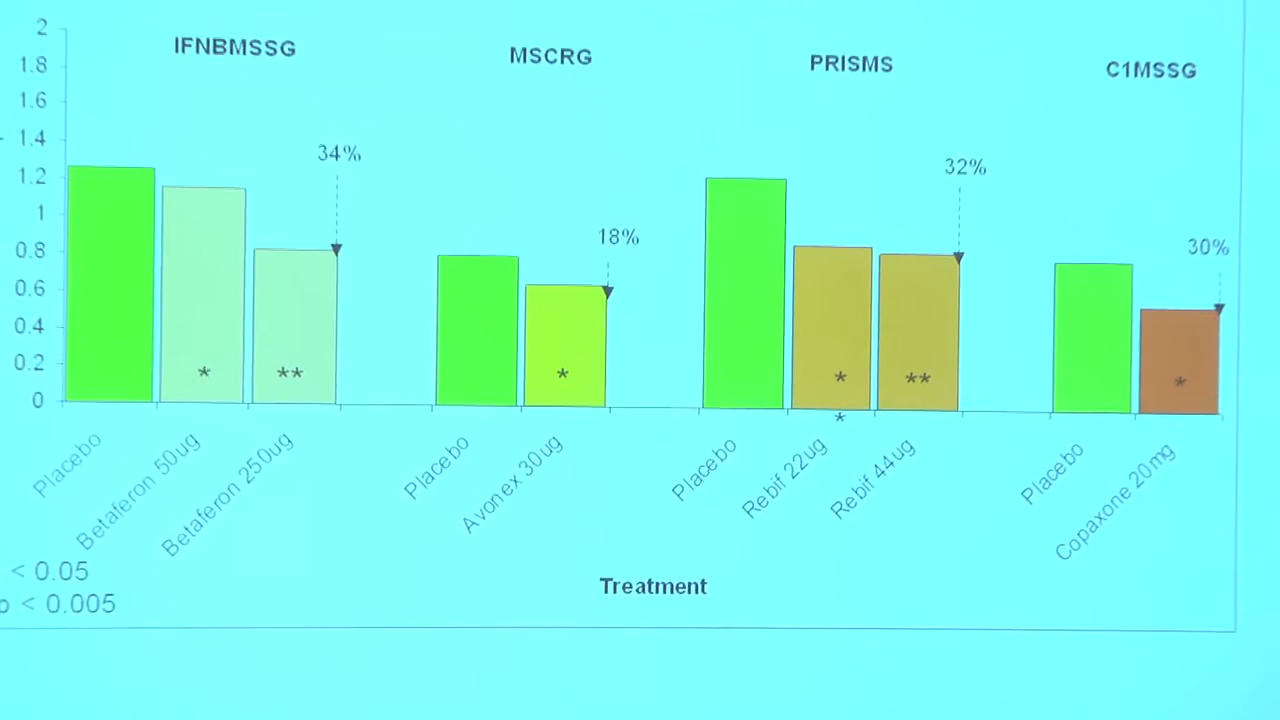 2
1.8
1.6
1.4
1.2
1
0.8
0.6
0.4
0.2
0
IFNBMSSG
MSCRG
PRISMS
C1MSSG
34%
18%
32%
30%
*
**
*
*
*
**
*
Placebo
Betaferon 50ug
Betaferon 250ug
Placebo
Avonex 30ug
Placebo
Rebif 22ug
Rebif 44ug
Placebo
Copaxone 20mg
Treatment
< 0.05
p < 0.005